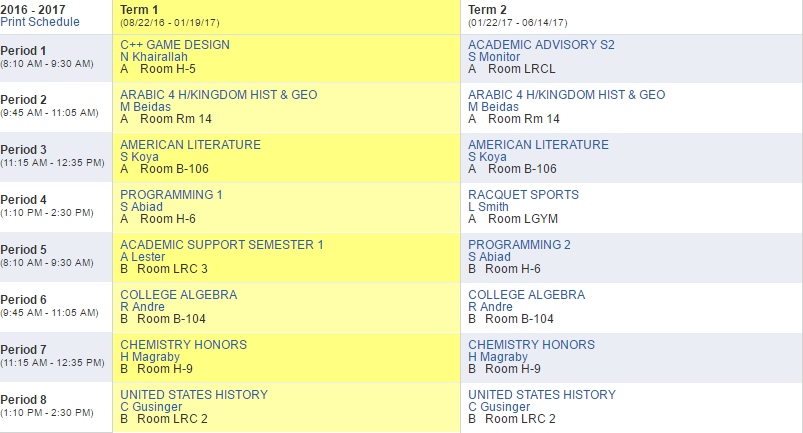 2016 - 2017 Term 1 Term 2
Print Schedule (08/22/16 - 01/19/17) (01/22/17 - 06/14/17)
Period 1 C++ GAME DESIGN ACADEMIC ADVISORY S2
(8:10 AM - 9:30 AM) N Khairallah S Monitor
A Room H-5 A Room LRCL
Period 2 ARABIC 4 H/KINGDOM HIST & GEO ARABIC 4 H/KINGDOM HIST & GEO
(9:45 AM - 11:05 AM) M Beidas M Beidas
A Room Rm 14 A Room Rm 14
Period 3 AMERICAN LITERATURE AMERICAN LITERATURE
(11:15 AM - 12:35 PM) S Koya S Koya
A Room B-106 A Room B-106
Period 4 PROGRAMMING 1 RACQUET SPORTS
(1:10 PM - 2:30 PM) S Abiad L Smith
A Room H-6 A Room LGYM
Period 5 ACADEMIC SUPPORT SEMESTER 1 PROGRAMMING 2
(8:10 AM - 9:30 AM) A Lester S Abiad
B Room LRC 3 B Room H-6
Period 6 COLLEGE ALGEBRA COLLEGE ALGEBRA
(9:45 AM - 11:05 AM) R Andre R Andre
B Room B-104 B Room B-104
Period 7 CHEMISTRY HONORS CHEMISTRY HONORS
(11:15 AM - 12:35 PM) H Magraby H Magraby
B Room H-9 B Room H-9
Period 8 UNITED STATES HISTORY UNITED STATES HISTORY
(1:10 PM - 2:30 PM) C Gusinger C Gusinger
B Room LRC 2 B Room LRC 2